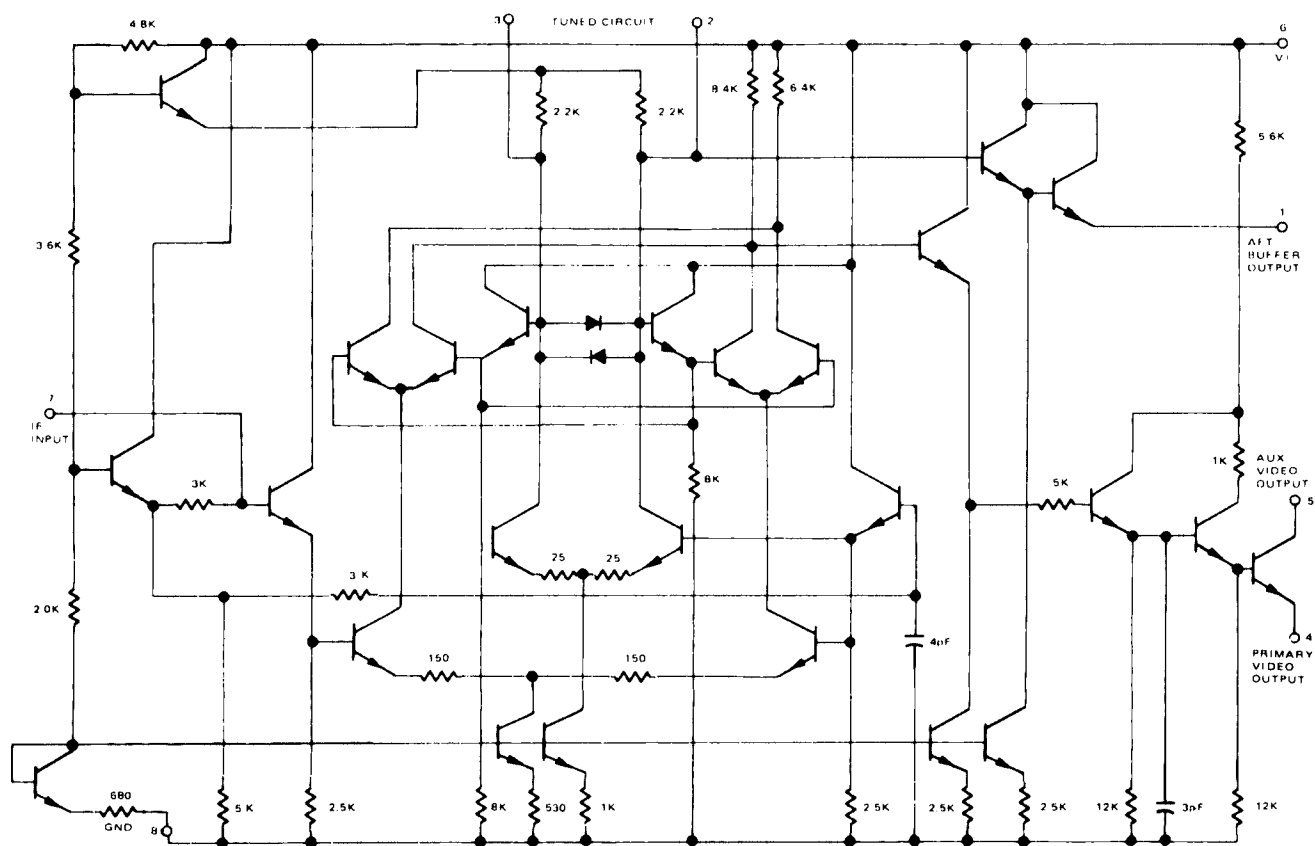 3
TUNED CIRCUIT
2
6
V+
4.8K
2.2K
2.2K
8.4K
6.4K
5.6K
3.6K
1
AFT
BUFFER
OUTPUT
7
IF
INPUT
3K
8K
5K
1K
AUX
VIDEO
OUTPUT
5
25
25
3K
2.0K
4pF
150
150
4
PRIMARY
VIDEO
OUTPUT
680
GND
8
5K
2.5K
8K
530
1K
2.5K
2.5K
2.5K
12K
3pF
12K